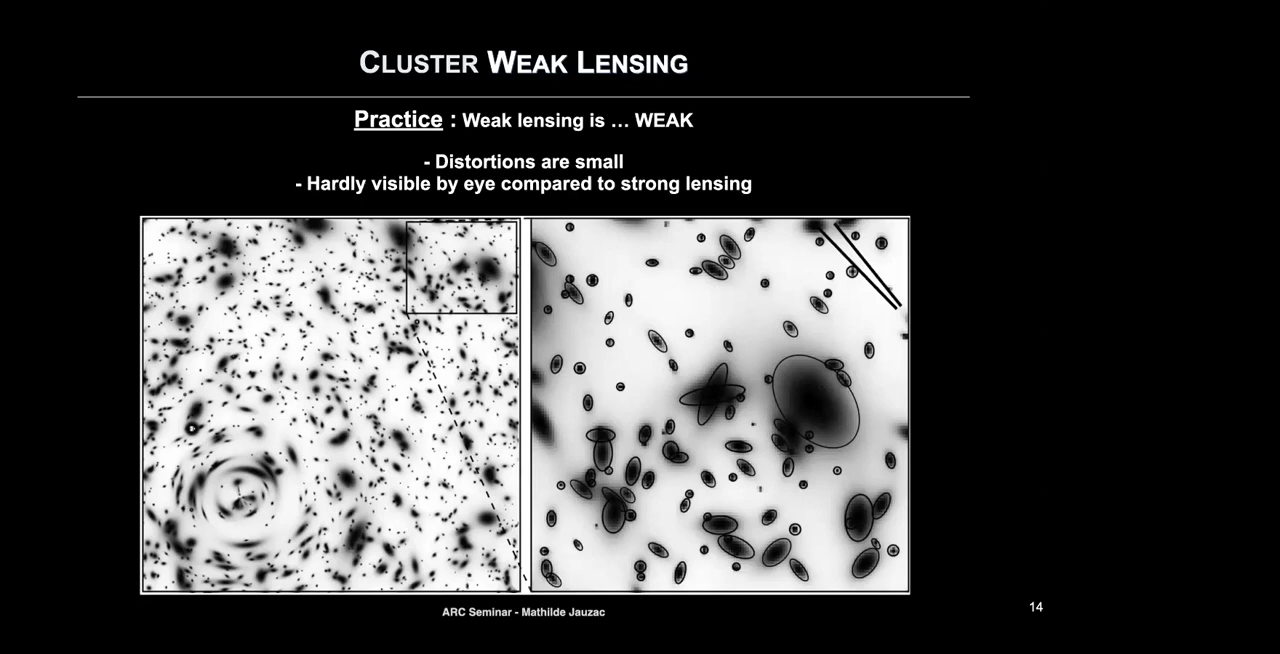 CLUSTER WEAK LENSING
Practice : Weak lensing is … WEAK
- Distortions are small
- Hardly visible by eye compared to strong lensing
ARC Seminar - Mathilde Jauzac
14